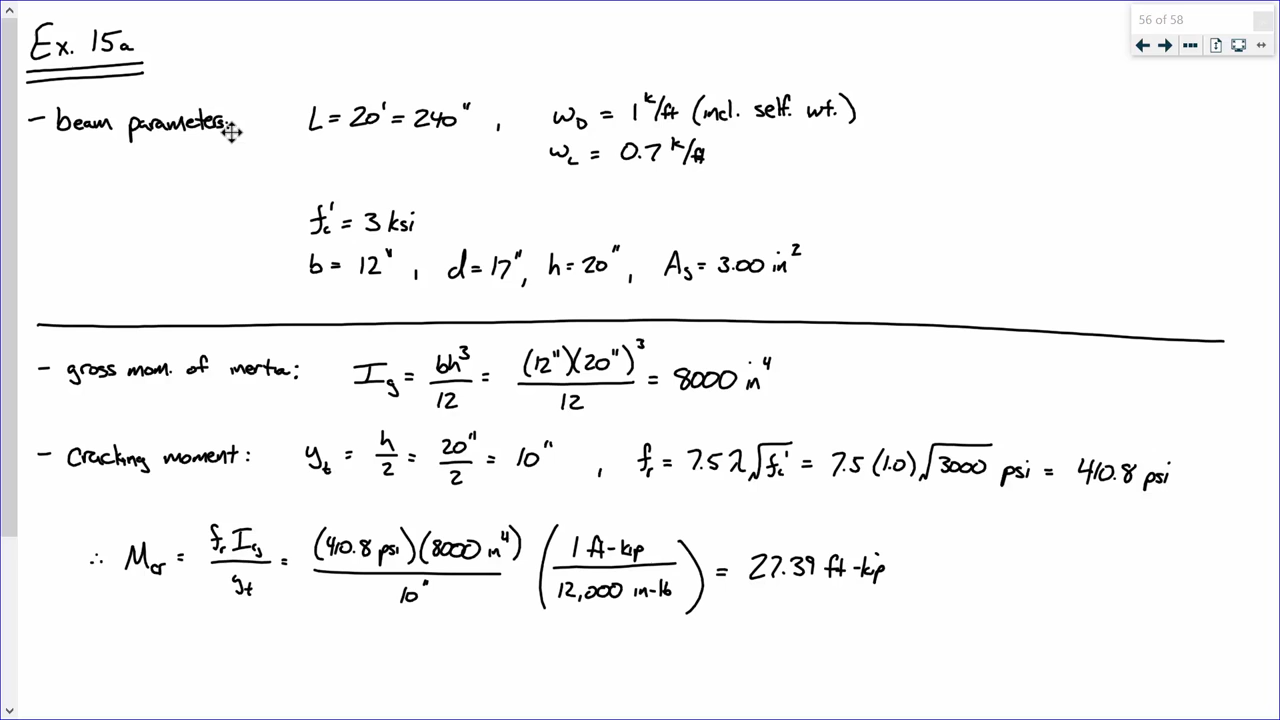 56 of 58
Ex. 15a
- beam parameters: L = 20' = 240" , w_D = 1 k/ft (incl. self. wt.)
w_L = 0.7 k/ft
f_c' = 3 ksi
b = 12" , d = 17", h = 20" , A_s = 3.00 in^2
- gross mom. of inertia: I_g = bh^3/12 = (12")(20")^3/12 = 8000 in^4
- Cracking moment: y_t = h/2 = 20"/2 = 10" , f_r = 7.5 λ√f_c' = 7.5 (1.0)√3000 psi = 410.8 psi
∴ M_cr = f_r I_g/y_t = (410.8 psi)(8000 in^4)/10" (1 ft-kip/12,000 in-lb) = 27.39 ft-kip